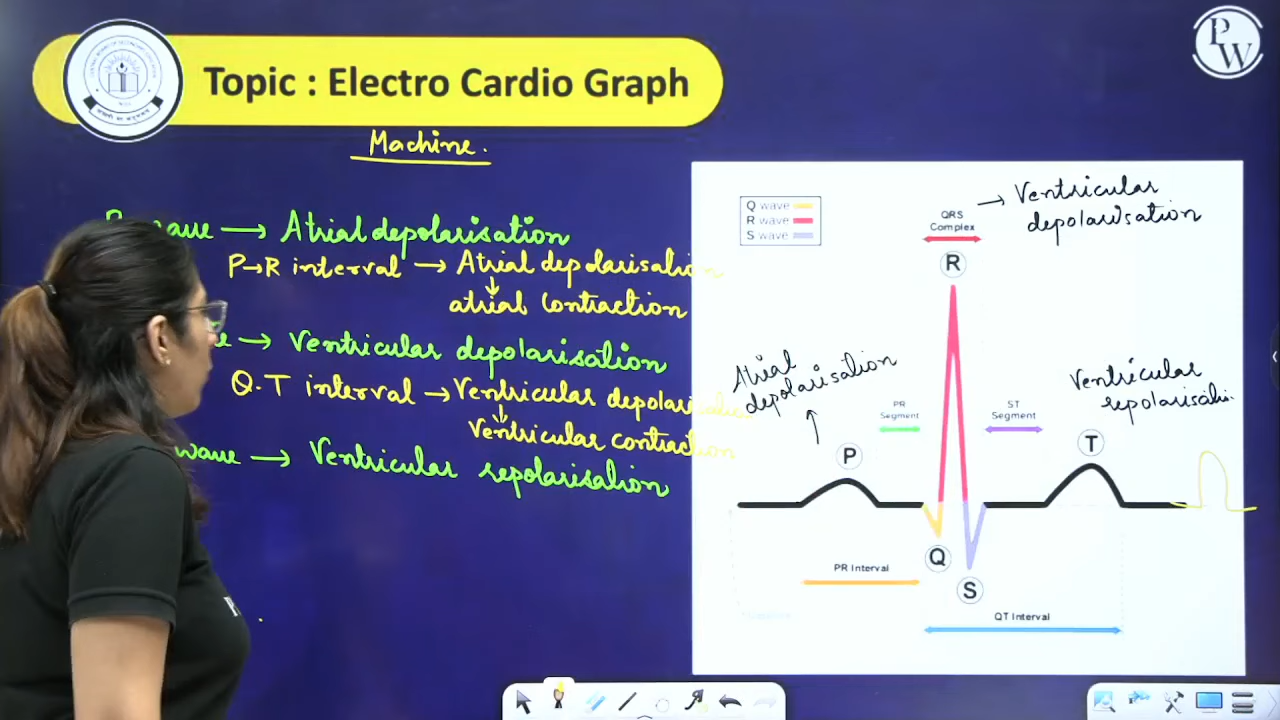 Topic : Electro Cardio Graph
PW
Machine.
wave → Atrial depolarisation
P→R interval → Atrial depolarisation
↓
atrial contraction
→ Ventricular depolarisation
Q.T interval → Ventricular depolarisation
↓
Ventricular contraction
wave → Ventricular repolarisation
Q wave
R wave
S wave
QRS
Complex
→ Ventricular
depolarisation
R
Atrial
depolarisation
PR
Segment
ST
Segment
Ventricular
repolarisation
P
T
Q
S
PR Interval
QT Interval